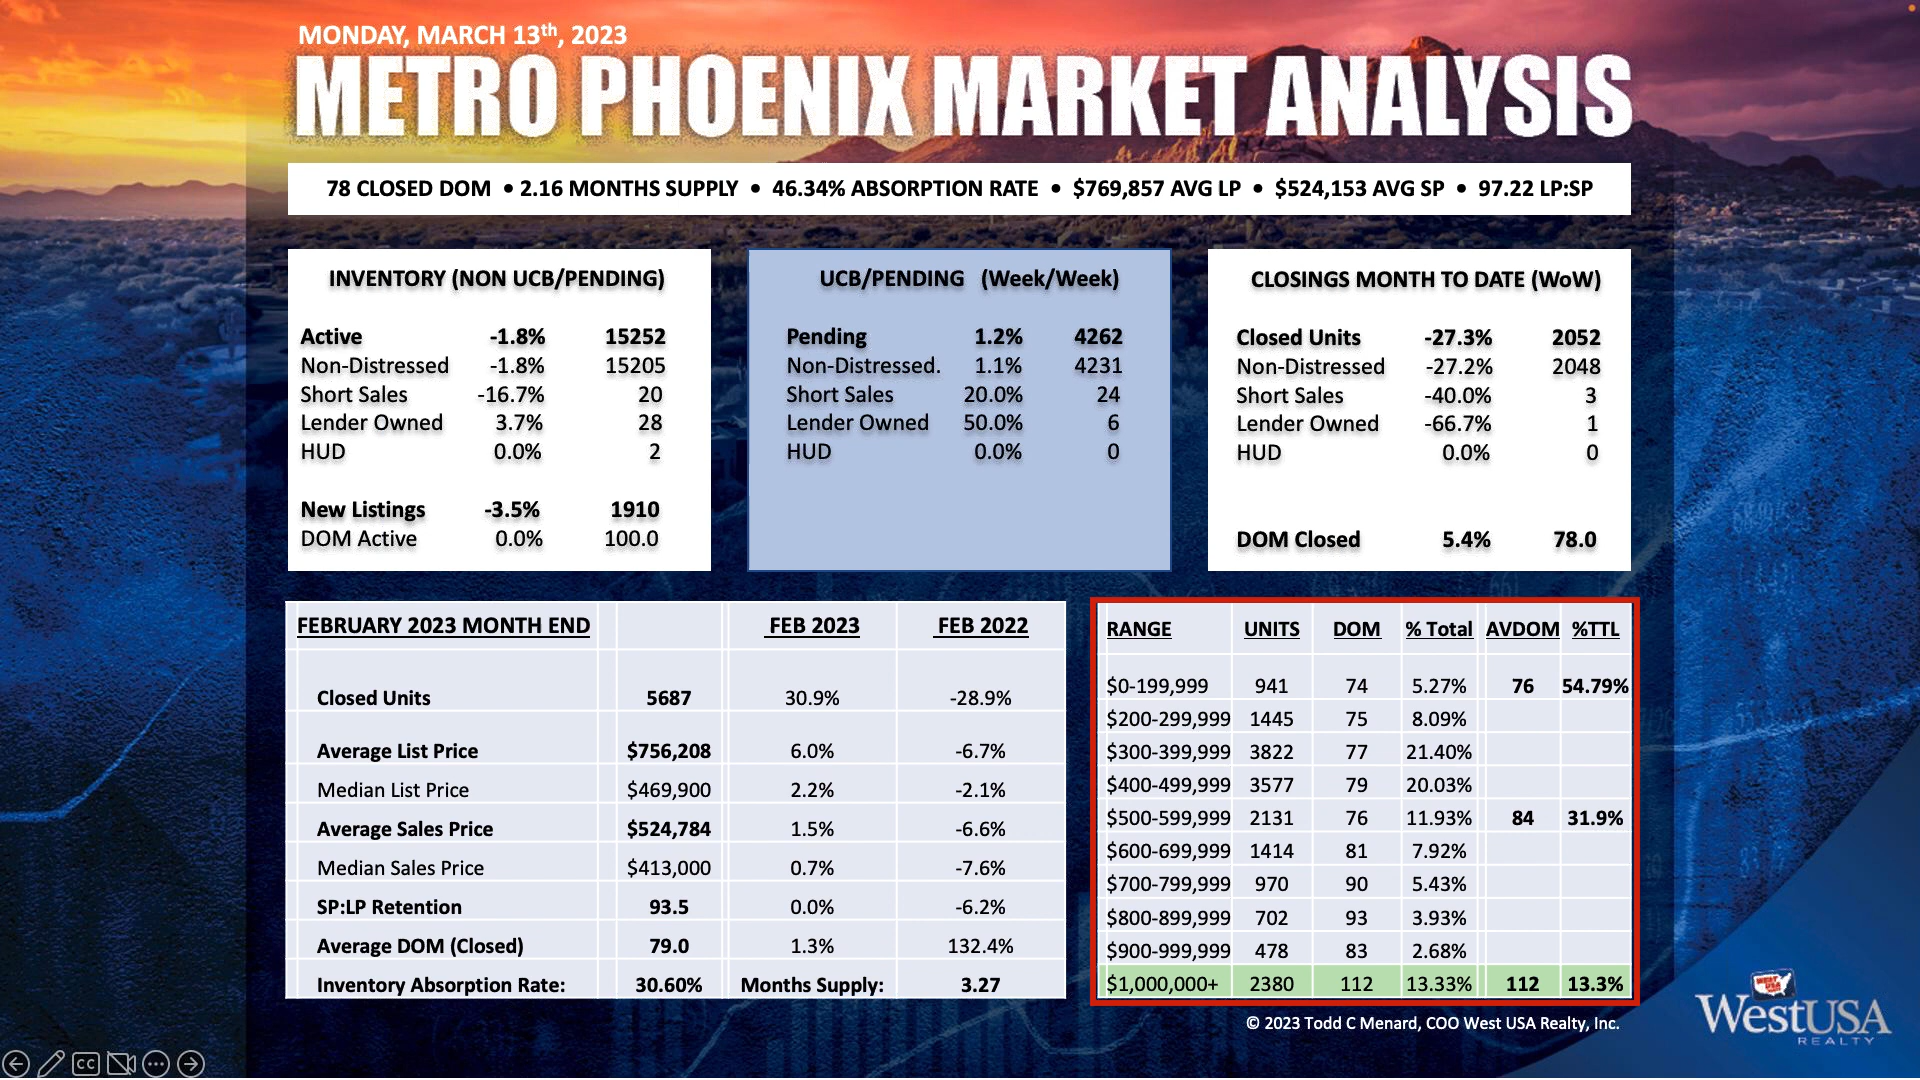 MONDAY, MARCH 13th, 2023
METRO PHOENIX MARKET ANALYSIS
78 CLOSED DOM • 2.16 MONTHS SUPPLY • 46.34% ABSORPTION RATE • $769,857 AVG LP • $524,153 AVG SP • 97.22 LP:SP
INVENTORY (NON UCB/PENDING)
Active -1.8% 15252
Non-Distressed -1.8% 15205
Short Sales -16.7% 20
Lender Owned 3.7% 28
HUD 0.0% 2
New Listings -3.5% 1910
DOM Active 0.0% 100.0
UCB/PENDING (Week/Week)
Pending 1.2% 4262
Non-Distressed. 1.1% 4231
Short Sales 20.0% 24
Lender Owned 50.0% 6
HUD 0.0% 0
CLOSINGS MONTH TO DATE (WoW)
Closed Units -27.3% 2052
Non-Distressed -27.2% 2048
Short Sales -40.0% 3
Lender Owned -66.7% 1
HUD 0.0% 0
DOM Closed 5.4% 78.0
FEBRUARY 2023 MONTH END FEB 2023 FEB 2022
Closed Units 5687 30.9% -28.9%
Average List Price $756,208 6.0% -6.7%
Median List Price $469,900 2.2% -2.1%
Average Sales Price $524,784 1.5% -6.6%
Median Sales Price $413,000 0.7% -7.6%
SP:LP Retention 93.5 0.0% -6.2%
Average DOM (Closed) 79.0 1.3% 132.4%
Inventory Absorption Rate: 30.60% Months Supply: 3.27
RANGE UNITS DOM % Total AVDOM %TTL
$0-199,999 941 74 5.27% 76 54.79%
$200-299,999 1445 75 8.09%
$300-399,999 3822 77 21.40%
$400-499,999 3577 79 20.03%
$500-599,999 2131 76 11.93% 84 31.9%
$600-699,999 1414 81 7.92%
$700-799,999 970 90 5.43%
$800-899,999 702 93 3.93%
$900-999,999 478 83 2.68%
$1,000,000+ 2380 112 13.33% 112 13.3%
© 2023 Todd C Menard, COO West USA Realty, Inc.
WestUSA
REALTY
CC